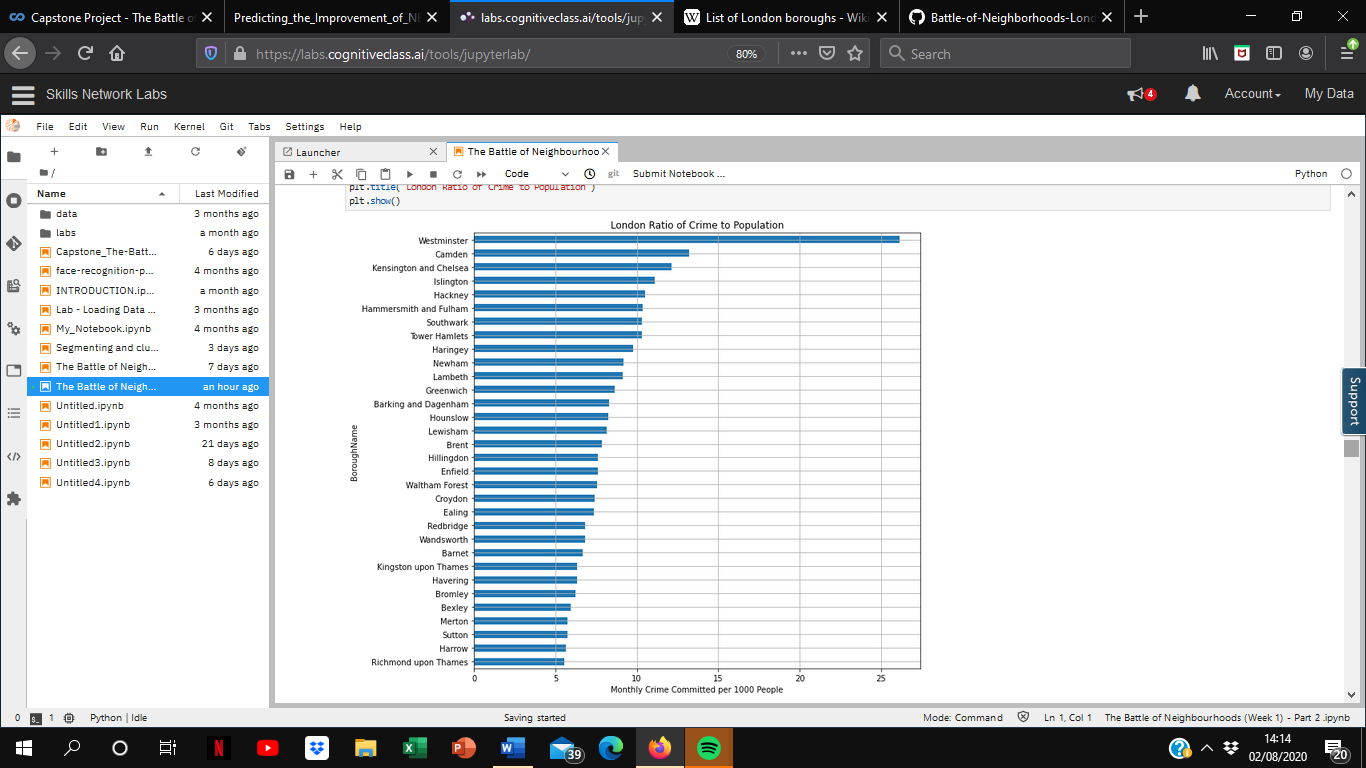 Capstone Project - The Battle of
Predicting_the_Improvement_of_NB
labs.cognitiveclass.ai/tools/jup
List of London boroughs - Wiki
Battle-of-Neighborhoods-Lond
https://labs.cognitiveclass.ai/tools/jupyterlab/
80%
Search
Skills Network Labs
4
Account
My Data
File Edit View Run Kernel Git Tabs Settings Help
/
Name Last Modified
data 3 months ago
labs a month ago
Capstone_The-Batt... 6 days ago
face-recognition-p... 4 months ago
INTRODUCTION.ip... a month ago
Lab - Loading Data ... 3 months ago
My_Notebook.ipynb 4 months ago
Segmenting and clu... 3 days ago
The Battle of Neigh... 7 days ago
The Battle of Neigh... an hour ago
Untitled.ipynb 4 months ago
Untitled1.ipynb 3 months ago
Untitled2.ipynb 21 days ago
Untitled3.ipynb 8 days ago
Untitled4.ipynb 6 days ago
Launcher
The Battle of Neighbourhoo
Code
git
Submit Notebook ...
Python
plt.title('London Ratio of Crime to Population')
plt.show()
London Ratio of Crime to Population
BoroughName
Westminster
Camden
Kensington and Chelsea
Islington
Hackney
Hammersmith and Fulham
Southwark
Tower Hamlets
Haringey
Newham
Lambeth
Greenwich
Barking and Dagenham
Hounslow
Lewisham
Brent
Hillingdon
Enfield
Waltham Forest
Croydon
Ealing
Redbridge
Wandsworth
Barnet
Kingston upon Thames
Havering
Bromley
Bexley
Merton
Sutton
Harrow
Richmond upon Thames
0 5 10 15 20 25
Monthly Crime Committed per 1000 People
Support
0 1 Python | Idle
Saving started
Mode: Command
Ln 1, Col 1
The Battle of Neighbourhoods (Week 1) - Part 2 .ipynb
39
14:14
02/08/2020
20